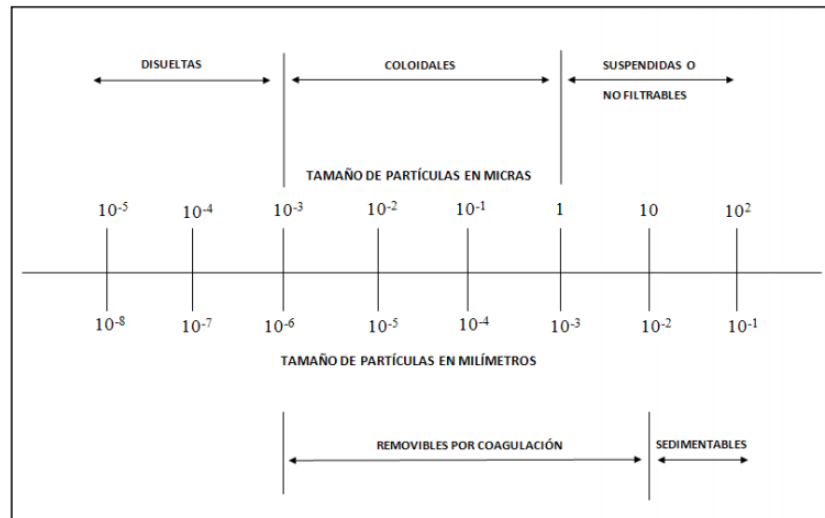 DISUELTAS COLOIDALES SUSPENDIDAS O
NO FILTRABLES
TAMAÑO DE PARTÍCULAS EN MICRAS
10⁻⁵ 10⁻⁴ 10⁻³ 10⁻² 10⁻¹ 1 10 10²
10⁻⁸ 10⁻⁷ 10⁻⁶ 10⁻⁵ 10⁻⁴ 10⁻³ 10⁻² 10⁻¹
TAMAÑO DE PARTÍCULAS EN MILÍMETROS
REMOVIBLES POR COAGULACIÓN SEDIMENTABLES